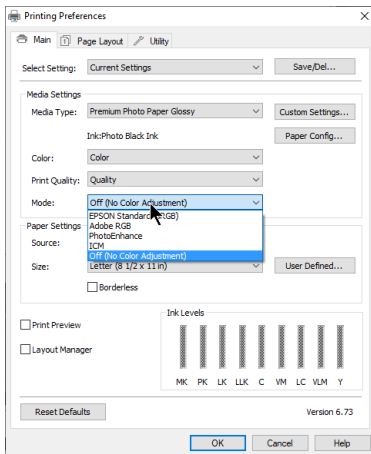 Printing Preferences
Main Page Layout Utility
Select Setting: Current Settings Save/Del...
Media Settings
Media Type: Premium Photo Paper Glossy Custom Settings...
Ink:Photo Black Ink Paper Config...
Color: Color
Print Quality: Quality
Mode: Off (No Color Adjustment)
EPSON Standard RGB)
Adobe RGB
Paper Settings PhotoEnhance
Source: ICM
Off (No Color Adjustment)
Size: Letter (8 1/2 x 11 in) User Defined...
Borderless
Print Preview
Layout Manager
Ink Levels
MK PK LK LLK C VM LC VLM Y
Reset Defaults Version 6.73
OK Cancel Help